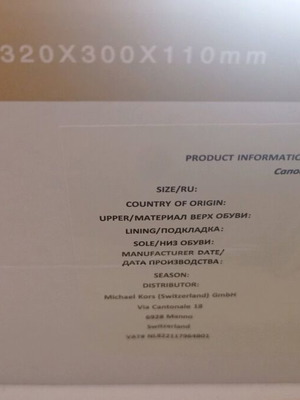 320X300X110mm
PRODUCT INFORMATIO
SIZE/RU:
COUNTRY OF ORIGIN:
UPPER/МАТЕРИАЛ ВЕРХ ОБУВИ:
LINING/ПОДКЛАДКА:
SOLE/НИЗ ОБУВИ:
MANUFACTURER DATE/
ДАТА ПРОИЗВОДСТВА:
SEASON:
DISTRIBUTOR:
Michael Kors (Switzerland) GmbH
Via Cantonale 18
6928 Manno
Switzerland